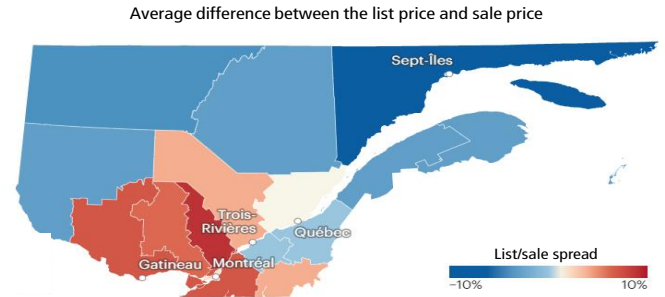 Average difference between the list price and sale price
Sept-Îles
Trois-
Rivières
Québec
Gatineau
Montréal
List/sale spread
−10%
10%